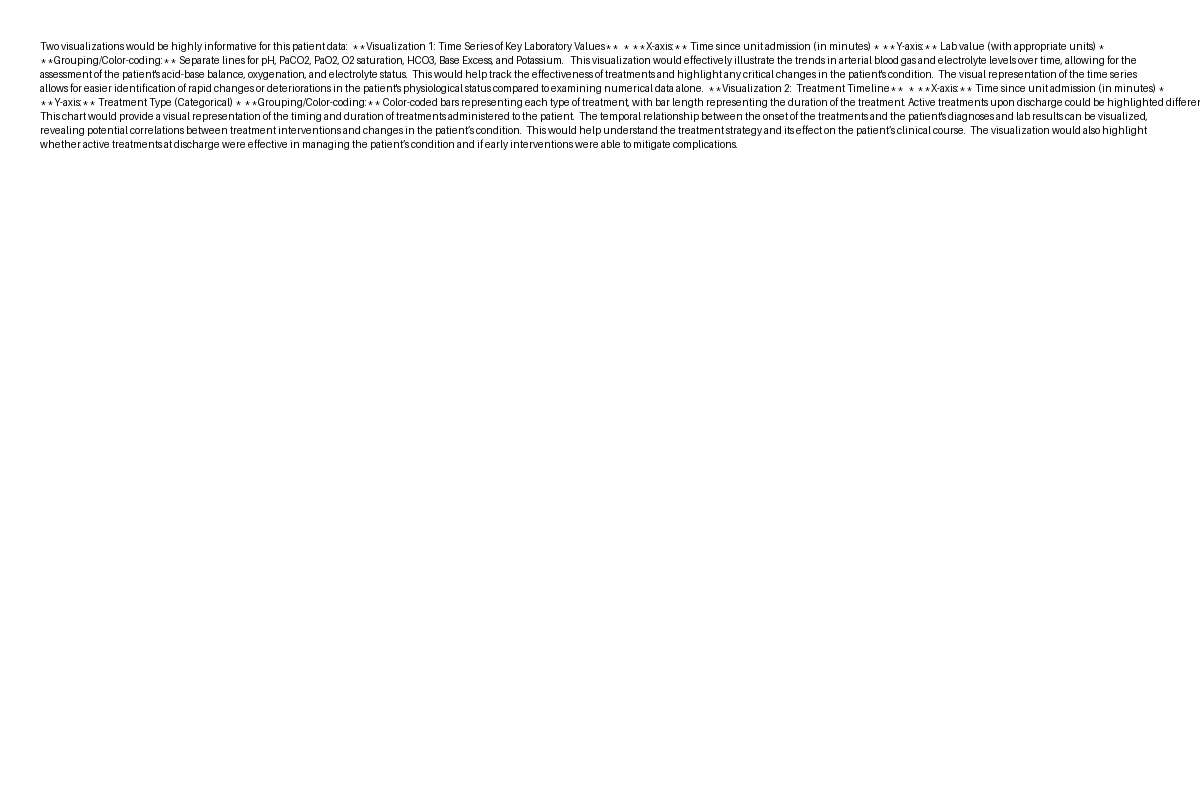 Two visualizations would be highly informative for this patient data:  **Visualization 1: Time Series of Key Laboratory Values**  * **X-axis:** Time since unit admission (in minutes) * **Y-axis:** Lab value (with appropriate units) *
**Grouping/Color-coding:** Separate lines for pH, PaCO2, PaO2, O2 saturation, HCO3, Base Excess, and Potassium.   This visualization would effectively illustrate the trends in arterial blood gas and electrolyte levels over time, allowing for the
assessment of the patient's acid-base balance, oxygenation, and electrolyte status.  This would help track the effectiveness of treatments and highlight any critical changes in the patient's condition.  The visual representation of the time series
allows for easier identification of rapid changes or deteriorations in the patient's physiological status compared to examining numerical data alone.  **Visualization 2:  Treatment Timeline**  * **X-axis:** Time since unit admission (in minutes) *
**Y-axis:** Treatment Type (Categorical) * **Grouping/Color-coding:** Color-coded bars representing each type of treatment, with bar length representing the duration of the treatment. Active treatments upon discharge could be highlighted
This chart would provide a visual representation of the timing and duration of treatments administered to the patient.  The temporal relationship between the onset of the treatments and the patient's diagnoses and lab results can be visualized,
revealing potential correlations between treatment interventions and changes in the patient's condition.  This would help understand the treatment strategy and its effect on the patient's clinical course.  The visualization would also highlight
whether active treatments at discharge were effective in managing the patient's condition and if early interventions were able to mitigate complications.